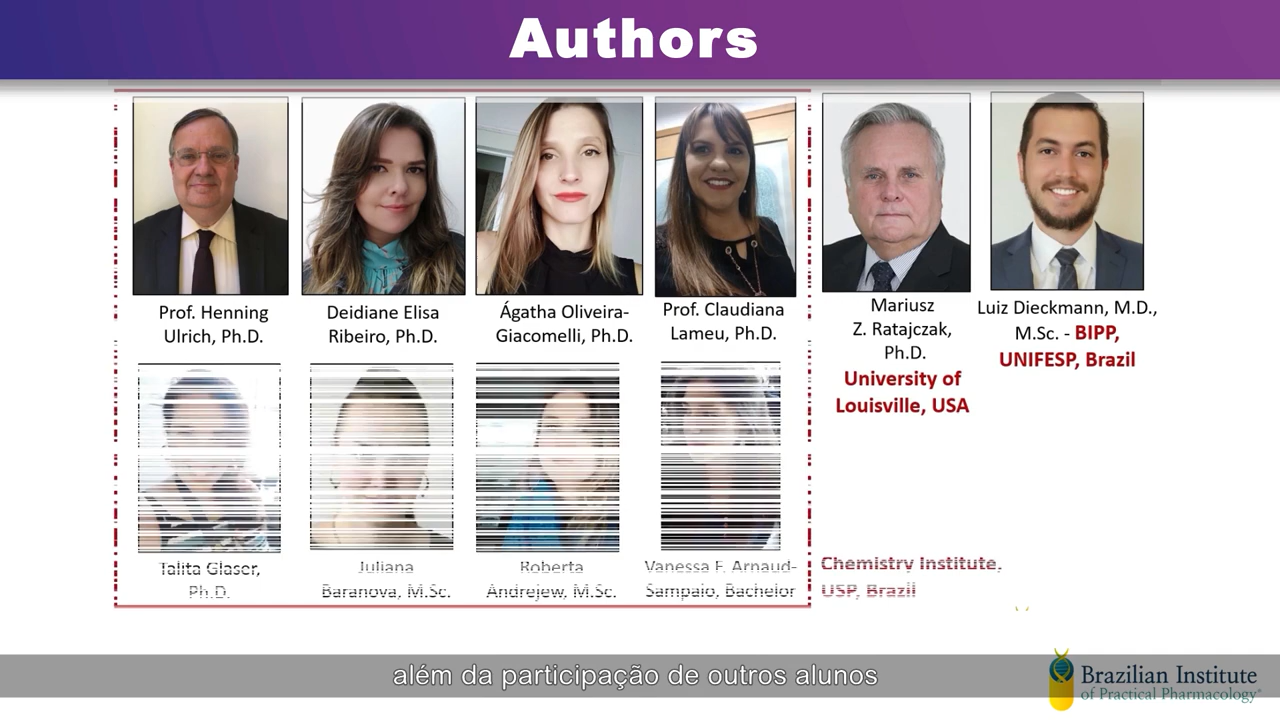 Authors
Prof. Henning
Ulrich, Ph.D.
Deidiane Elisa
Ribeiro, Ph.D.
Ágatha Oliveira-
Giacomelli, Ph.D.
Prof. Claudiana
Lameu, Ph.D.
Mariusz
Z. Ratajczak,
Ph.D.
University of
Louisville, USA
Luiz Dieckmann, M.D.,
M.Sc. - BIPP,
UNIFESP, Brazil
Talita Glaser,
Ph.D.
Juliana
Baranova, M.Sc.
Roberta
Andrejew, M.Sc.
Vanessa F. Arnaud-
Sampaio, Bachelor
Chemistry Institute,
USP, Brazil
além da participação de outros alunos
Brazilian Institute
of Practical Pharmacology®